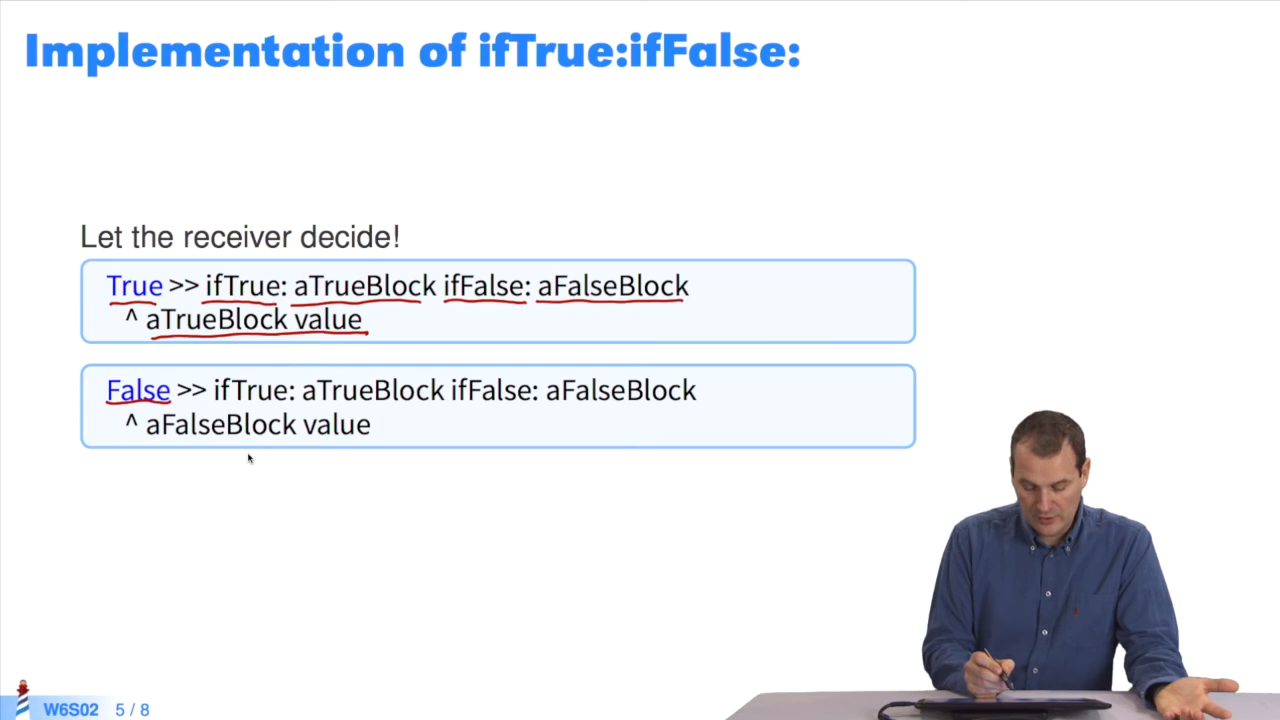 Implementation of ifTrue:ifFalse:
Let the receiver decide!
True >> ifTrue: aTrueBlock ifFalse: aFalseBlock
^ aTrueBlock value
False >> ifTrue: aTrueBlock ifFalse: aFalseBlock
^ aFalseBlock value
W6S02 5 / 8